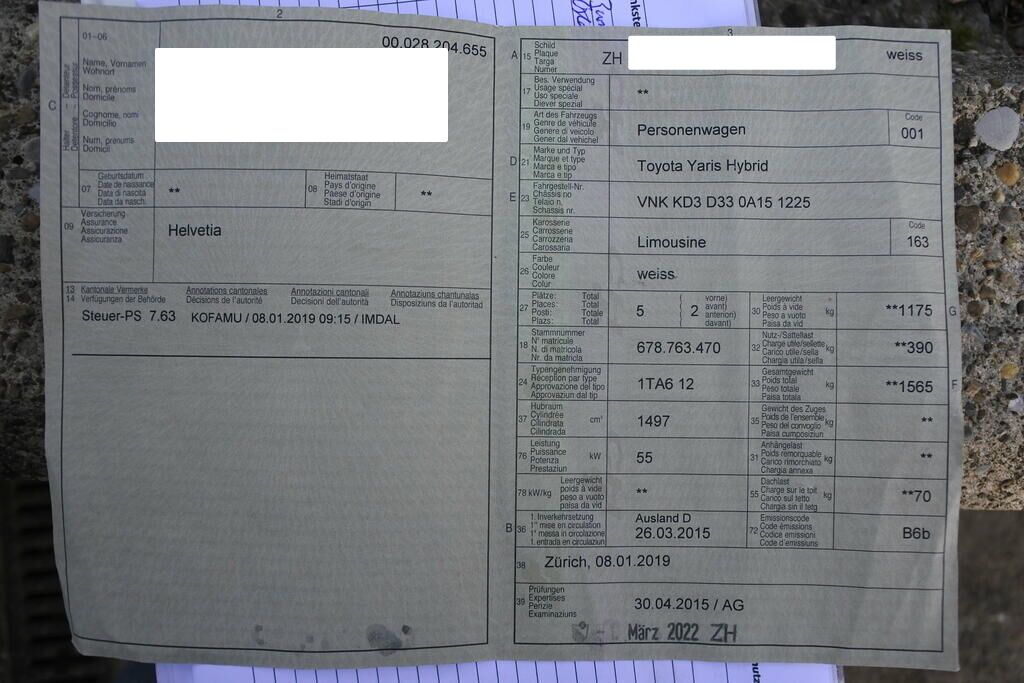 2
00.028 204.655
01–06
Name, Vornamen
Wohnort
Nom, prénoms
Domicile
Cognome, nomi
Domicilio
Num, prenums
Domicil
C
Halter – Détenteur
Detentore – Possessur
07
Geburtsdatum
Date de naissance
Data di nascita
Data da nasch.
**
08
Heimatstaat
Pays d'origine
Paese d'origine
Stadi d'origin
**
09
Versicherung
Assurance
Assicurazione
Assicuranza
Helvetia
13 Kantonale Vermerke Annotations cantonales Annotazioni cantonali Annotaziuns chantunalas
14 Verfügungen der Behörde Décisions de l'autorité Decisioni dell'autorità Disposiziuns da l'autoritad
Steuer-PS 7.63 KOFAMU / 08.01.2019 09:15 / IMDAL
3
A 15
Schild
Plaque
Targa
Numer
ZH
weiss
17
Bes. Verwendung
Usage spécial
Uso speciale
Diever spezial
**
19
Art des Fahrzeugs
Genre de véhicule
Genere di veicolo
Gener dal vehichel
Personenwagen
Code
001
D 21
Marke und Typ
Marque et type
Marca e tipo
Marca e tip
Toyota Yaris Hybrid
E 23
Fahrgestell-Nr.
Châssis no
Telaio n.
Schassis nr.
VNK KD3 D33 0A15 1225
25
Karosserie
Carrosserie
Carrozzeria
Carossaria
Limousine
Code
163
26
Farbe
Couleur
Colore
Colur
weiss
27
Plätze: Total
Places: Total
Posti: Totale
Plazs: Total
5
( vorne)
( avant)
( anteriori)
( davant)
2
30
Leergewicht
Poids à vide
Peso a vuoto
Paisa da vid
kg
**1175
G
18
Stammnummer
N° matricule
N. di matricola
Nr. da matricla
678.763.470
32
Nutz-/Sattellast
Charge utile/sellette
Carico utile/sella
Chargia utila/sella
kg
**390
24
Typengenehmigung
Réception par type
Approvazione del tipo
Approvaziun dal tip
1TA6 12
33
Gesamtgewicht
Poids total
Peso totale
Paisa totala
kg
**1565
F
37
Hubraum
Cylindrée
Cilindrata
Cilindrada
cm³
1497
35
Gewicht des Zuges
Poids de l'ensemble
Peso del convoglio
Paisa cumposiziun
kg
**
76
Leistung
Puissance
Potenza
Prestaziun
kW
55
31
Anhängelast
Poids remorquable
Carico rimorchiato
Chargia annexa
kg
**
78 kW/kg
Leergewicht
poids à vide
peso a vuoto
paisa da vid
**
55
Dachlast
Charge sur le toit
Carico sul tetto
Chargia sin il tetg
kg
**70
B 36
1. Inverkehrsetzung
1re mise en circulation
1a messa in circolazione
1. entrada en circulaziun
Ausland D
26.03.2015
72
Emissionscode
Code émissions
Codice emissioni
Code d'emissiuns
B6b
38
Zürich, 08.01.2019
39
Prüfungen
Expertises
Perizie
Examinaziuns
30.04.2015 / AG
März 2022 ZH